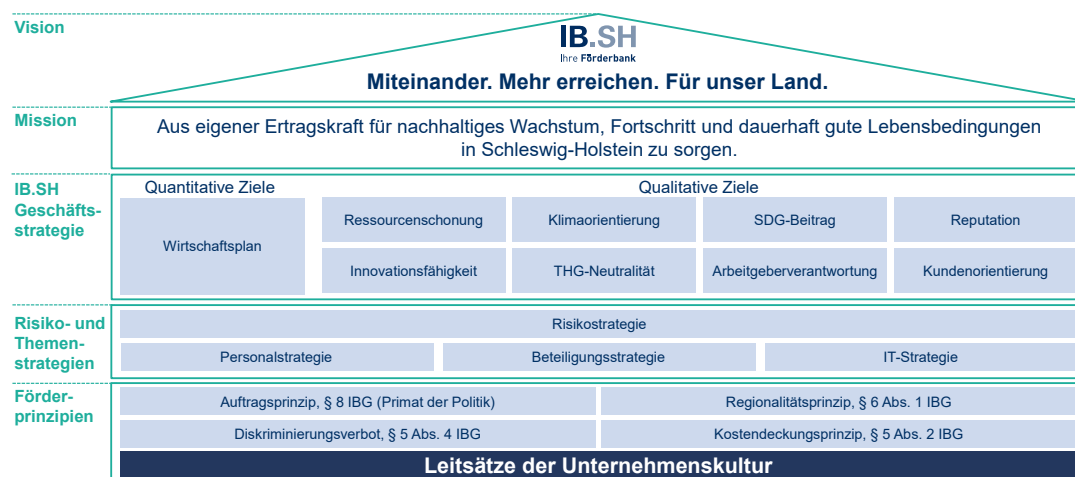 Vision
IB.SH
Ihre Förderbank
Miteinander. Mehr erreichen. Für unser Land.
Mission
Aus eigener Ertragskraft für nachhaltiges Wachstum, Fortschritt und dauerhaft gute Lebensbedingungen
in Schleswig-Holstein zu sorgen.
IB.SH
Geschäfts-
strategie
Quantitative Ziele
Qualitative Ziele
Wirtschaftsplan
Ressourcenschonung
Klimaorientierung
SDG-Beitrag
Reputation
Innovationsfähigkeit
THG-Neutralität
Arbeitgeberverantwortung
Kundenorientierung
Risiko- und
Themen-
strategien
Risikostrategie
Personalstrategie
Beteiligungsstrategie
IT-Strategie
Förder-
prinzipien
Auftragsprinzip, § 8 IBG (Primat der Politik)
Regionalitätsprinzip, § 6 Abs. 1 IBG
Diskriminierungsverbot, § 5 Abs. 4 IBG
Kostendeckungsprinzip, § 5 Abs. 2 IBG
Leitsätze der Unternehmenskultur